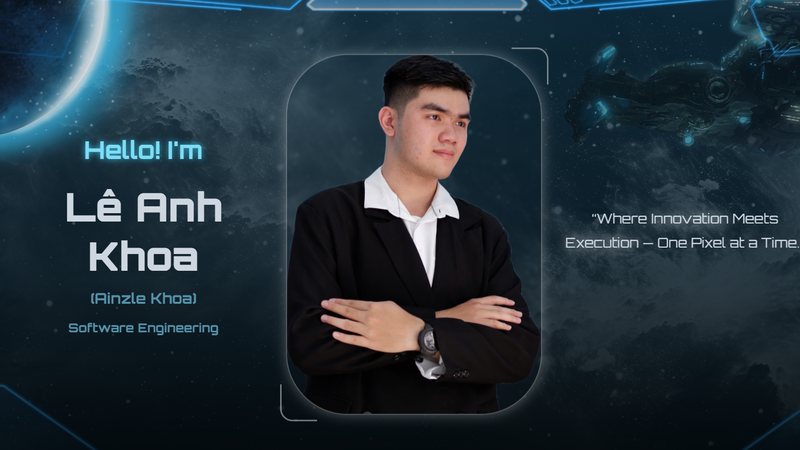 Hello! I'm
Lê Anh
Khoa
(Ainzle Khoa)
Software Engineering
“Where Innovation Meets
Execution — One Pixel at a Time.